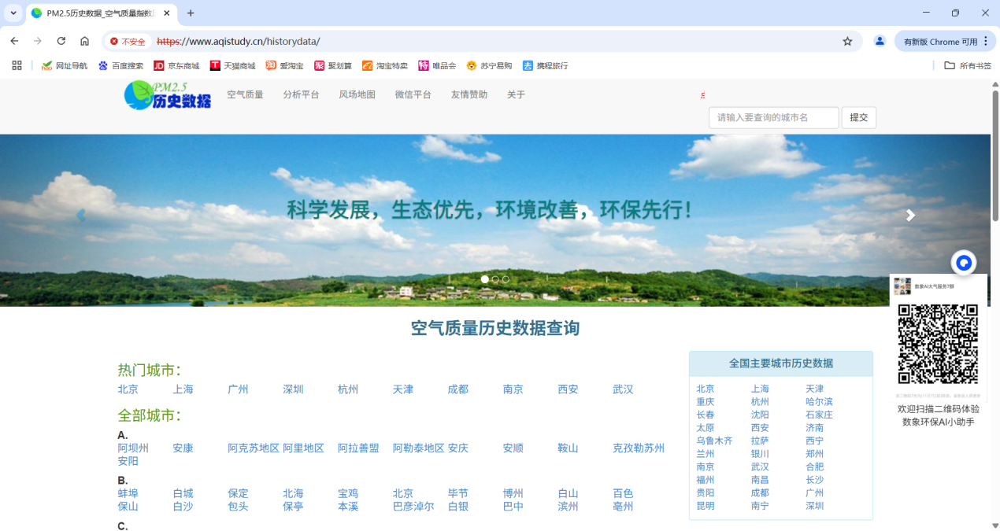 PM2.5历史数据_空气质量指数
不安全 https://www.aqistudy.cn/historydata/ 有新版 Chrome 可用
网址导航 百度搜索 京东商城 天猫商城 爱淘宝 聚划算 淘宝特卖 唯品会 苏宁易购 携程旅行 所有书签
PM2.5
历史数据
空气质量 分析平台 风场地图 微信平台 友情赞助 关于
请输入要查询的城市名 提交
科学发展，生态优先，环境改善，环保先行！
数象AI大气服务7群
欢迎扫描二维码体验
数象环保AI小助手
空气质量历史数据查询
热门城市：
北京 上海 广州 深圳 杭州 天津 成都 南京 西安 武汉
全部城市：
A.
阿坝州 安康 阿克苏地区 阿里地区 阿拉善盟 阿勒泰地区 安庆 安顺 鞍山 克孜勒苏州
安阳
B.
蚌埠 白城 保定 北海 宝鸡 北京 毕节 博州 白山 百色
保山 白沙 包头 保亭 本溪 巴彦淖尔 白银 巴中 滨州 亳州
C.
全国主要城市历史数据
北京 上海 天津
重庆 杭州 哈尔滨
长春 沈阳 石家庄
太原 西安 济南
乌鲁木齐 拉萨 西宁
兰州 银川 郑州
南京 武汉 合肥
福州 南昌 长沙
贵阳 成都 广州
昆明 南宁 深圳